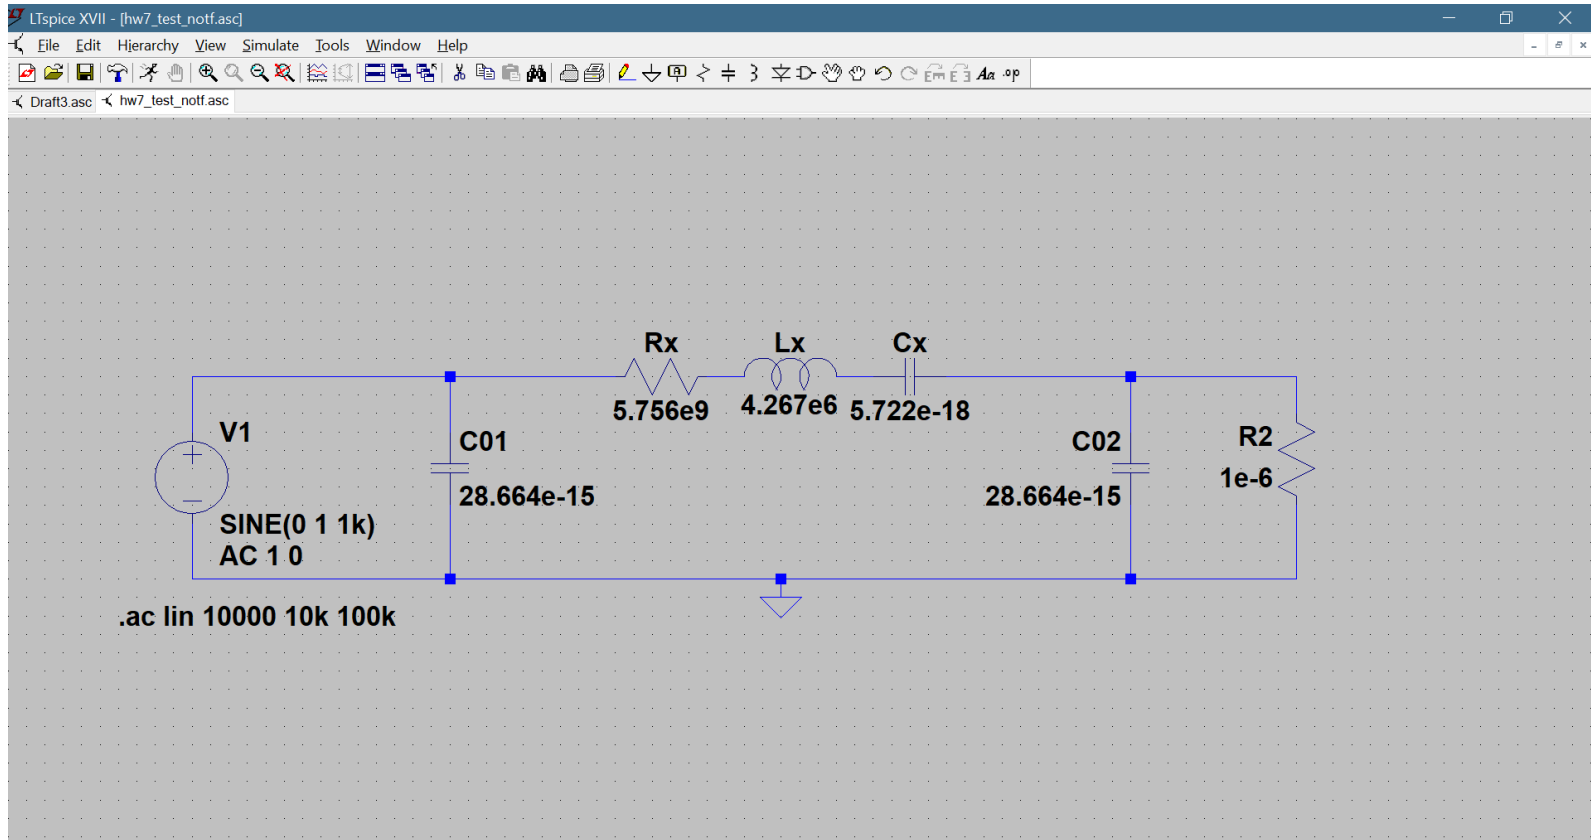 LTspice XVII - [hw7_test_notf.asc]
File Edit Hierarchy View Simulate Tools Window Help
Aa .op
Draft3.asc hw7_test_notf.asc
Rx Lx Cx
5.756e9 4.267e6 5.722e-18
V1
C01 C02 R2
28.664e-15 28.664e-15 1e-6
SINE(0 1 1k)
AC 1 0
.ac lin 10000 10k 100k